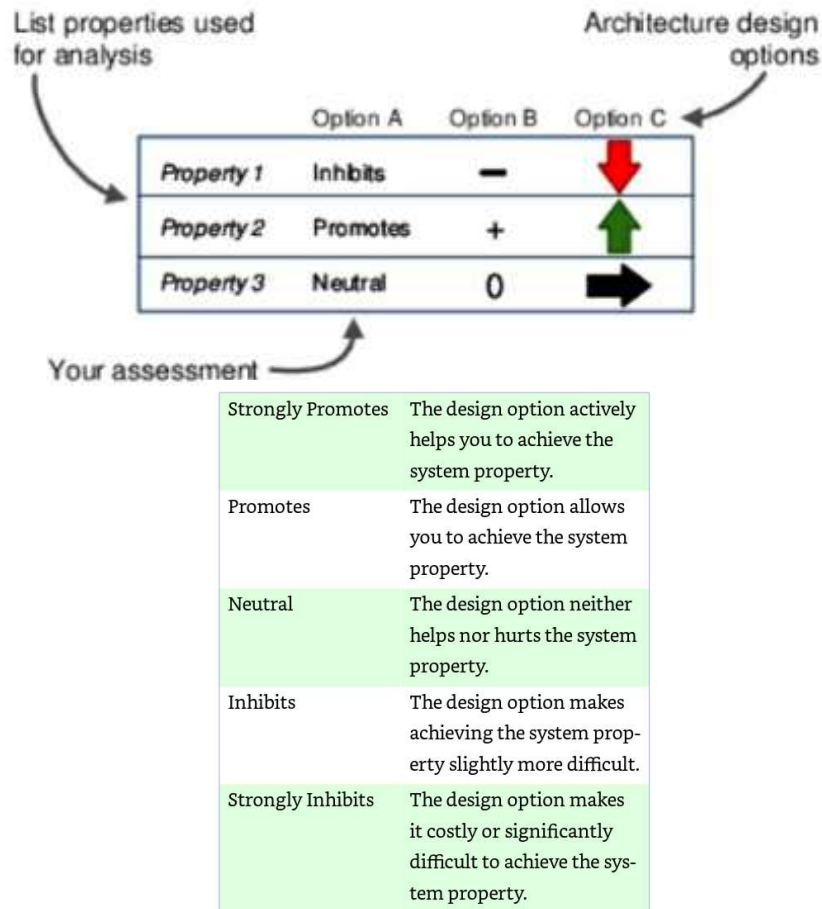 List properties used
for analysis
Architecture design
options
Option A Option B Option C
Property 1 Inhibits –
Property 2 Promotes +
Property 3 Neutral 0
Your assessment
Strongly Promotes The design option actively
helps you to achieve the
system property.
Promotes The design option allows
you to achieve the system
property.
Neutral The design option neither
helps nor hurts the system
property.
Inhibits The design option makes
achieving the system prop-
erty slightly more difficult.
Strongly Inhibits The design option makes
it costly or significantly
difficult to achieve the sys-
tem property.